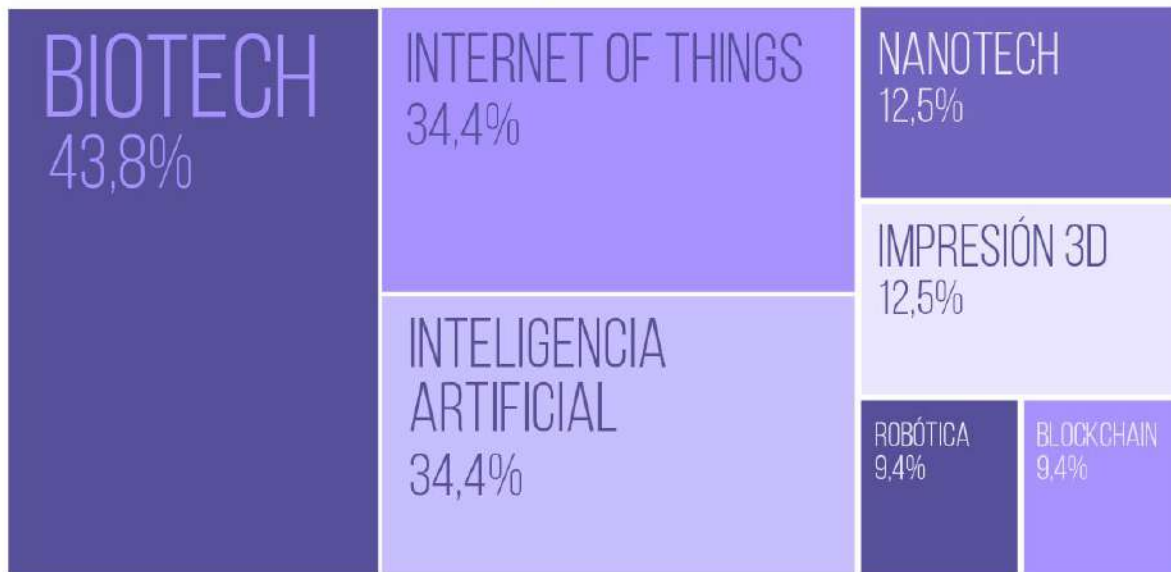 BIOTECH
43,8%
INTERNET OF THINGS
34,4%
INTELIGENCIA
ARTIFICIAL
34,4%
NANOTECH
12,5%
IMPRESIÓN 3D
12,5%
ROBÓTICA
9,4%
BLOCKCHAIN
9,4%